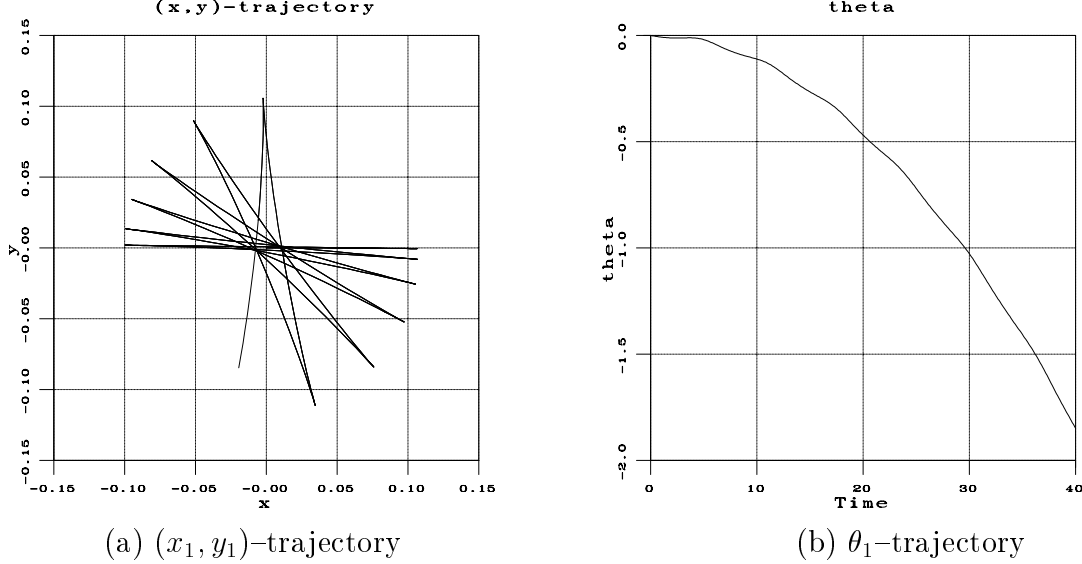 (x,y)-trajectory
0.15
0.10
0.05
-0.00
-0.05
-0.10
-0.15
y
-0.15 -0.10 -0.05 -0.00 0.05 0.10 0.15
x
(a) (x₁, y₁)–trajectory
theta
0.0
-0.5
-1.0
-1.5
-2.0
theta
0 10 20 30 40
Time
(b) θ₁–trajectory